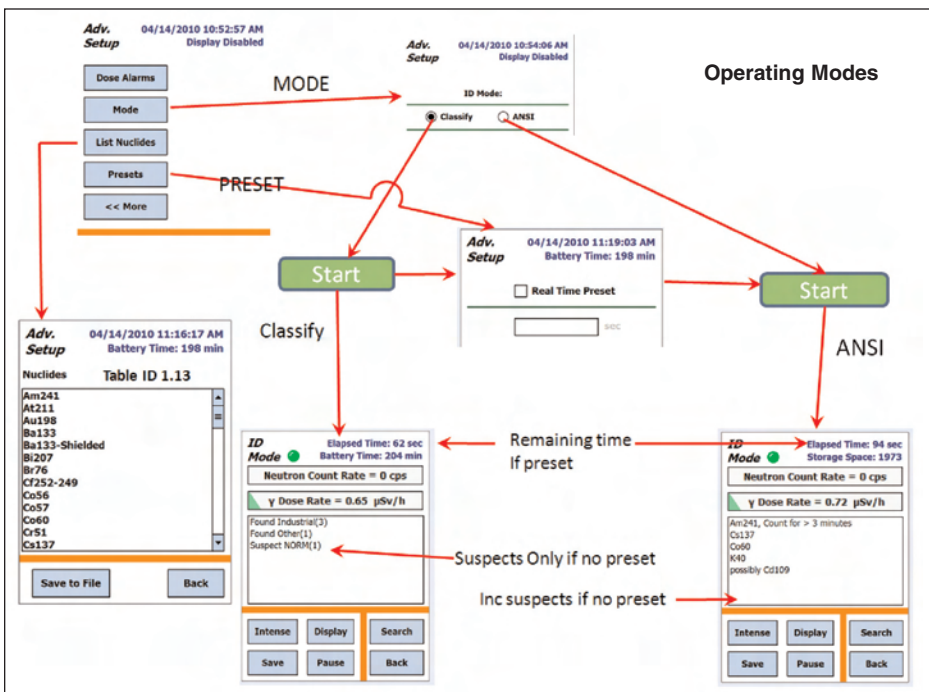 Adv. Setup
04/14/2010 10:52:57 AM
Display Disabled
Dose Alarms
Mode
List Nuclides
Presets
<< More
MODE
PRESET
Adv. Setup
04/14/2010 10:54:06 AM
Display Disabled
ID Mode:
Classify
ANSI
Operating Modes
Start
Classify
Adv. Setup
04/14/2010 11:19:03 AM
Battery Time: 198 min
Real Time Preset
sec
Start
ANSI
Adv. Setup
04/14/2010 11:16:17 AM
Battery Time: 198 min
Nuclides
Table ID 1.13
Am241
At211
Au198
Ba133
Ba133-Shielded
Bi207
Br76
Cf252-249
Co56
Co57
Co60
Cr51
Cs137
Save to File
Back
ID Mode
Elapsed Time: 62 sec
Battery Time: 204 min
Neutron Count Rate = 0 cps
γ Dose Rate = 0.65 µSv/h
Found Industrial(3)
Found Other(1)
Suspect NORM(1)
Intense
Display
Search
Save
Pause
Back
Remaining time
If preset
Suspects Only if no preset
Inc suspects if no preset
ID Mode
Elapsed Time: 94 sec
Storage Space: 1973
Neutron Count Rate = 0 cps
γ Dose Rate = 0.72 µSv/h
Am241, Count for > 3 minutes
Cs137
Co60
K40
possibly Cd109
Intense
Display
Search
Save
Pause
Back